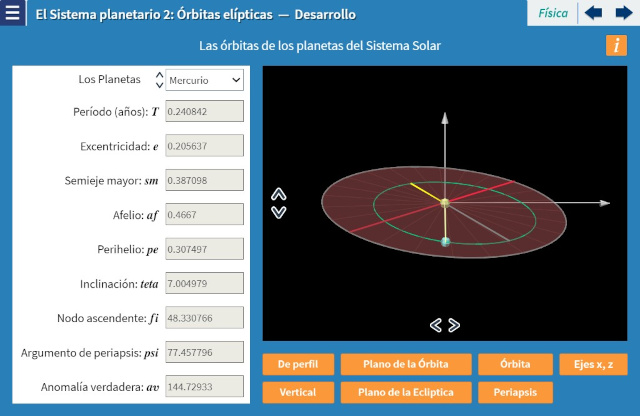 El Sistema planetario 2: Órbitas elípticas — Desarrollo
Física
Las órbitas de los planetas del Sistema Solar
i
Los Planetas Mercurio
Período (años): T 0.240842
Excentricidad: e 0.205637
Semieje mayor: sm 0.387098
Afelio: af 0.4667
Perihelio: pe 0.307497
Inclinación: teta 7.004979
Nodo ascendente: fi 48.330766
Argumento de periapsis: psi 77.457796
Anomalía verdadera: av 144.72933
De perfil Plano de la Órbita Órbita Ejes x, z
Vertical Plano de la Ecliptica Periapsis